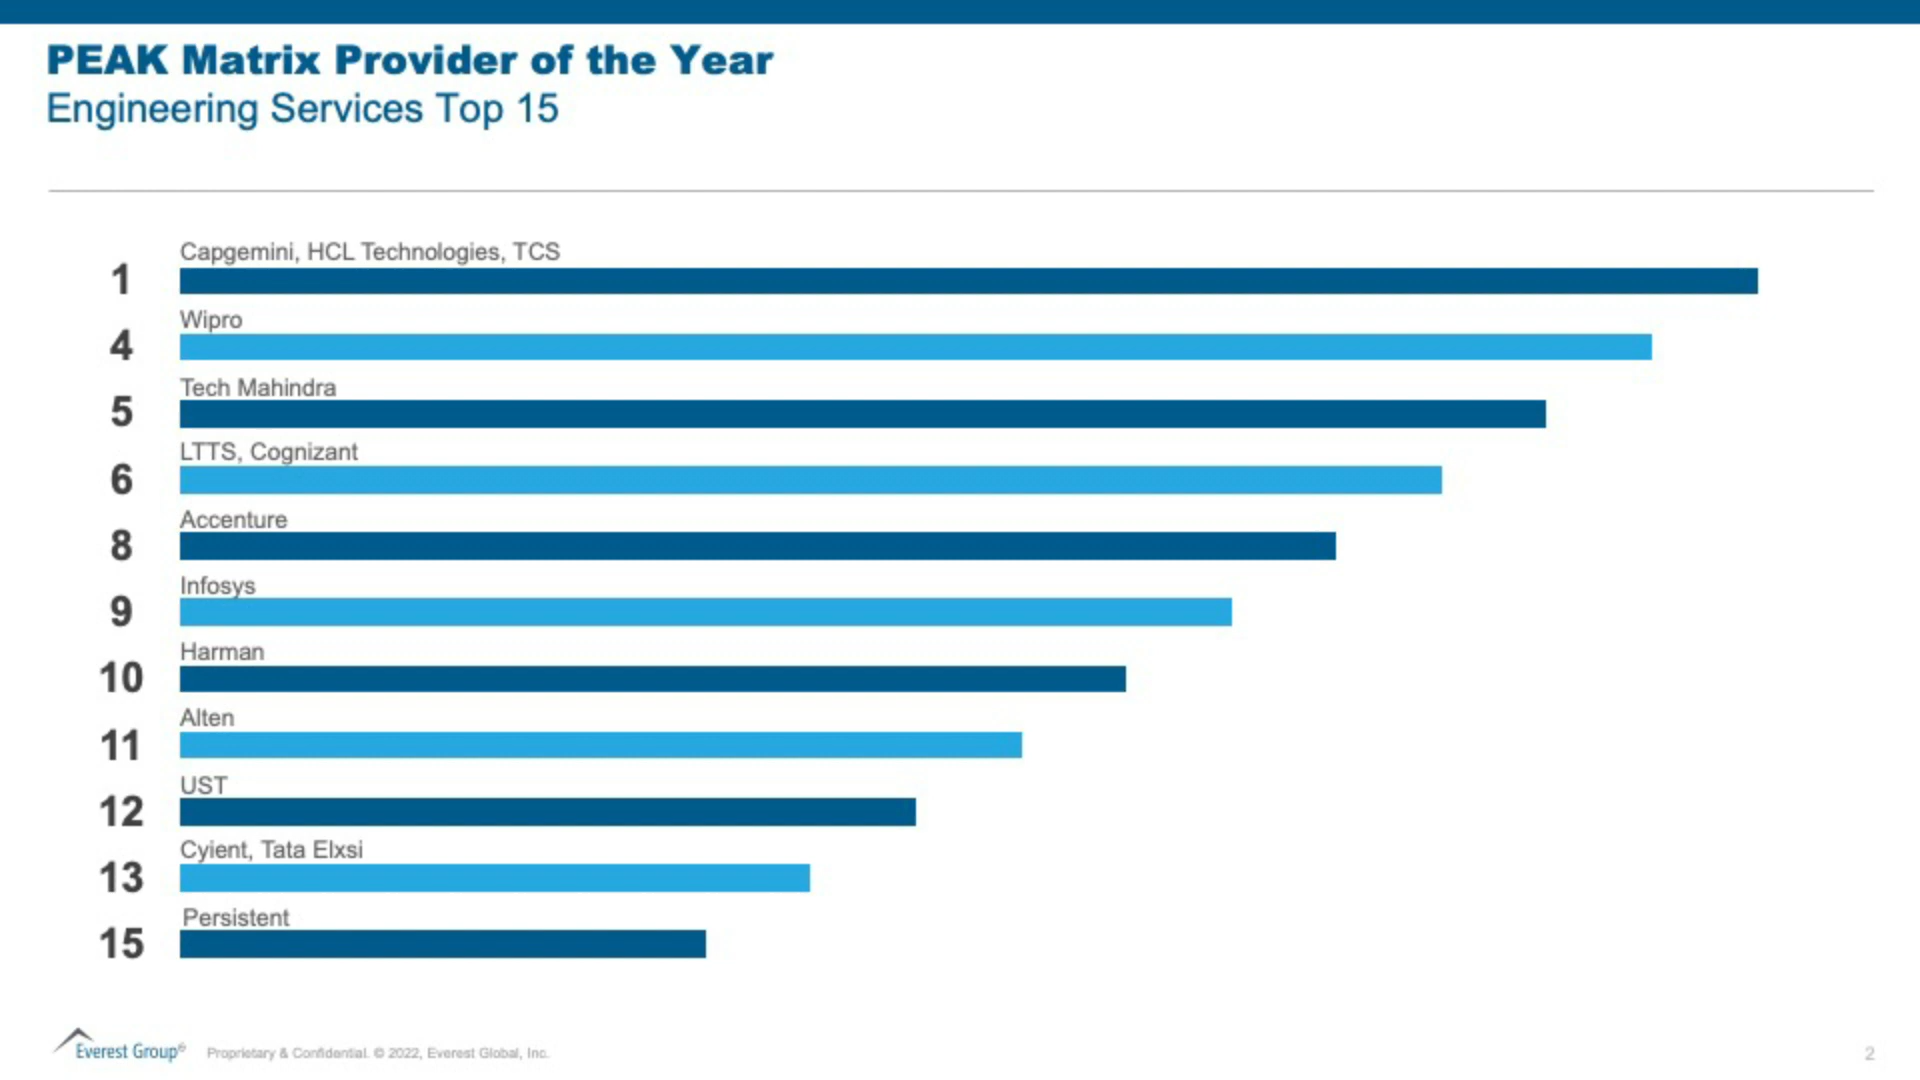 PEAK Matrix Provider of the Year
Engineering Services Top 15
Capgemini, HCL Technologies, TCS
1
Wipro
4
Tech Mahindra
5
LTTS, Cognizant
6
Accenture
8
Infosys
9
Harman
10
Alten
11
UST
12
Cyient, Tata Elxsi
13
Persistent
15
Everest Group® Proprietary & Confidential. © 2022, Everest Global, Inc. 2